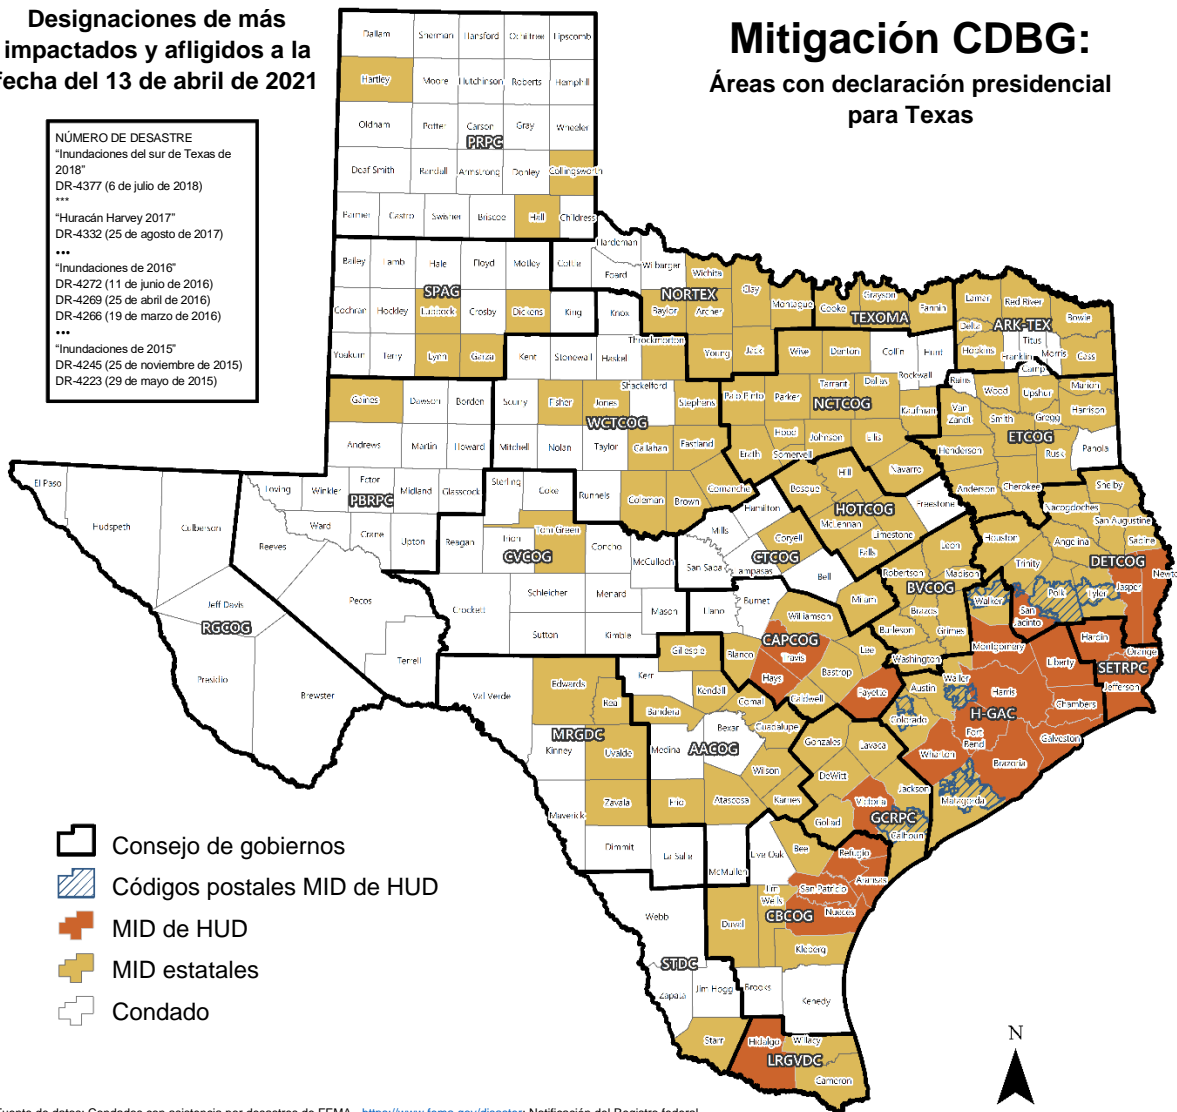 Designaciones de más
impactados y afligidos a la
fecha del 13 de abril de 2021
Mitigación CDBG:
Áreas con declaración presidencial
para Texas
NÚMERO DE DESASTRE
“Inundaciones del sur de Texas de
2018”
DR-4377 (6 de julio de 2018)
***
“Huracán Harvey 2017”
DR-4332 (25 de agosto de 2017)
•••
“Inundaciones de 2016”
DR-4272 (11 de junio de 2016)
DR-4269 (25 de abril de 2016)
DR-4266 (19 de marzo de 2016)
•••
“Inundaciones de 2015”
DR-4245 (25 de noviembre de 2015)
DR-4223 (29 de mayo de 2015)
Dallam Sherman Hansford Ochiltree Lipscomb
Hartley Moore Hutchinson Roberts Hemphill
Oldham Potter Carson Gray Wheeler
PRPC
Deaf Smith Randall Armstrong Donley Collingsworth
Parmer Castro Swisher Briscoe Hall Childress
Bailey Lamb Hale Floyd Motley Cottle Foard Hardeman Wilbarger Wichita
SPAG NORTEX
Cochran Hockley Lubbock Crosby Dickens King Knox Baylor Archer Clay Montague
Cooke Grayson Fannin Lamar Red River Bowie
TEXOMA ARK-TEX
Delta Hopkins Franklin Titus Morris Cass Camp
Yoakum Terry Lynn Garza Kent Stonewall Haskel Throckmorton Young Jack Wise Denton Collin Hunt
Rockwall Rains Wood Upshur Marion
Gaines Dawson Borden Scurry Fisher Jones Shackelford Stephens Palo Pinto Parker Tarrant Dallas Kaufman Van Zandt Smith Gregg Harrison
WCTCOG NCTCOG ETCOG
Andrews Martin Howard Mitchell Nolan Taylor Callahan Eastland Erath Hood Somervell Johnson Ellis Navarro Henderson Rusk Panola
El Paso Hudspeth Culberson Loving Winkler Ector Midland Glasscock Sterling Coke Runnels Coleman Brown Comanche Bosque Hill Freestone Anderson Cherokee Shelby
PBRPC HOTCOG
Reeves Ward Crane Upton Reagan Irion Tom Green Concho McCulloch Mills Hamilton Coryell McLennan Limestone Falls Leon Houston Nacogdoches San Augustine Angelina Sabine
CVCOG CTCOG DETCOG
San Saba Lampasas Bell Robertson Madison Trinity Polk Tyler Jasper Newton
BVCOG
Jeff Davis Pecos Crockett Schleicher Menard Mason Llano Burnet Williamson Milam Brazos Grimes Walker San Jacinto
RGCOG CAPCOG
Presidio Brewster Terrell Sutton Kimble Gillespie Blanco Travis Hays Bastrop Lee Burleson Washington Montgomery Liberty Hardin Orange Jefferson
SETRPC
Val Verde Edwards Real Kerr Bandera Kendall Comal Caldwell Fayette Austin Waller Harris Chambers
H-GAC
Colorado Fort Bend Galveston Brazoria Wharton Matagorda
MRGDC AACOG
Kinney Uvalde Medina Bexar Guadalupe Gonzales Lavaca DeWitt Jackson Victoria Calhoun Goliad
GCRPC
Maverick Zavala Frio Atascosa Wilson Karnes
Dimmit La Salle McMullen Live Oak Bee Refugio Aransas San Patricio Nueces Jim Wells Duval Kleberg
CBCOG
Webb
STDC
Zapata Jim Hogg Brooks Kenedy
Starr Hidalgo Willacy Cameron
LRGVDC
Consejo de gobiernos
Códigos postales MID de HUD
MID de HUD
MID estatales
Condado
N